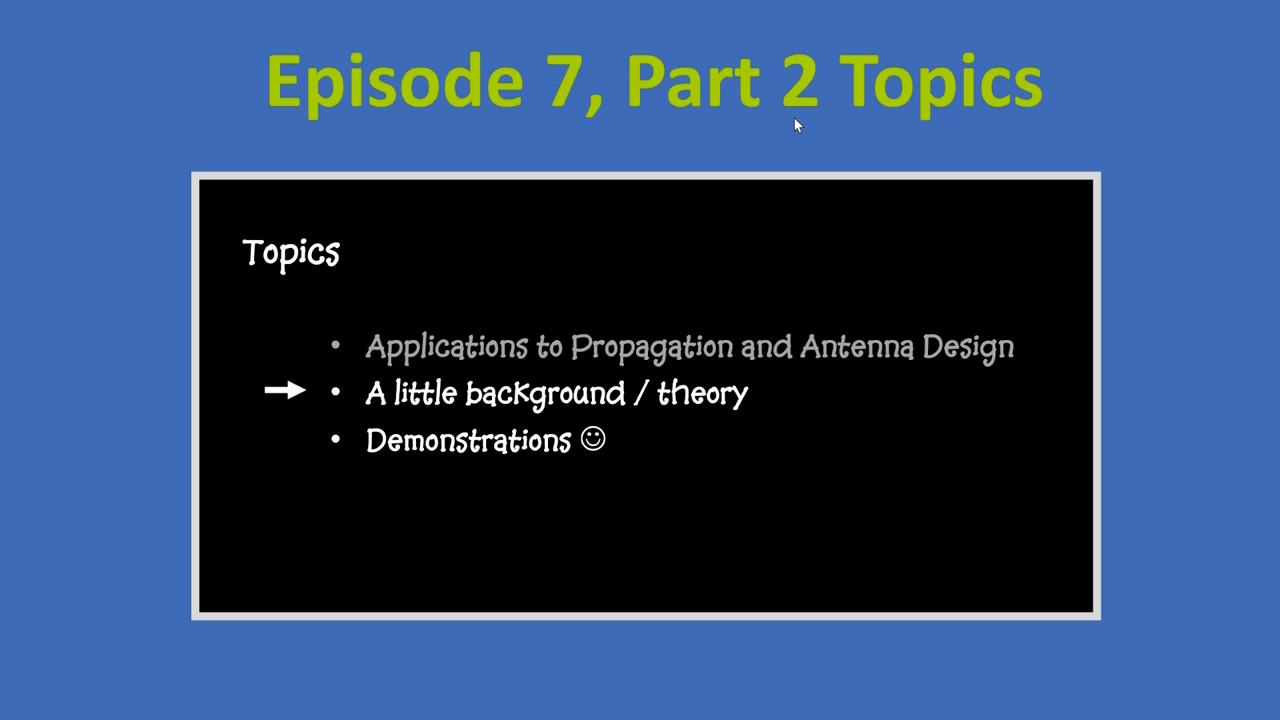 Episode 7, Part 2 Topics
Topics
• Applications to Propagation and Antenna Design
• A little background / theory
• Demonstrations ☺